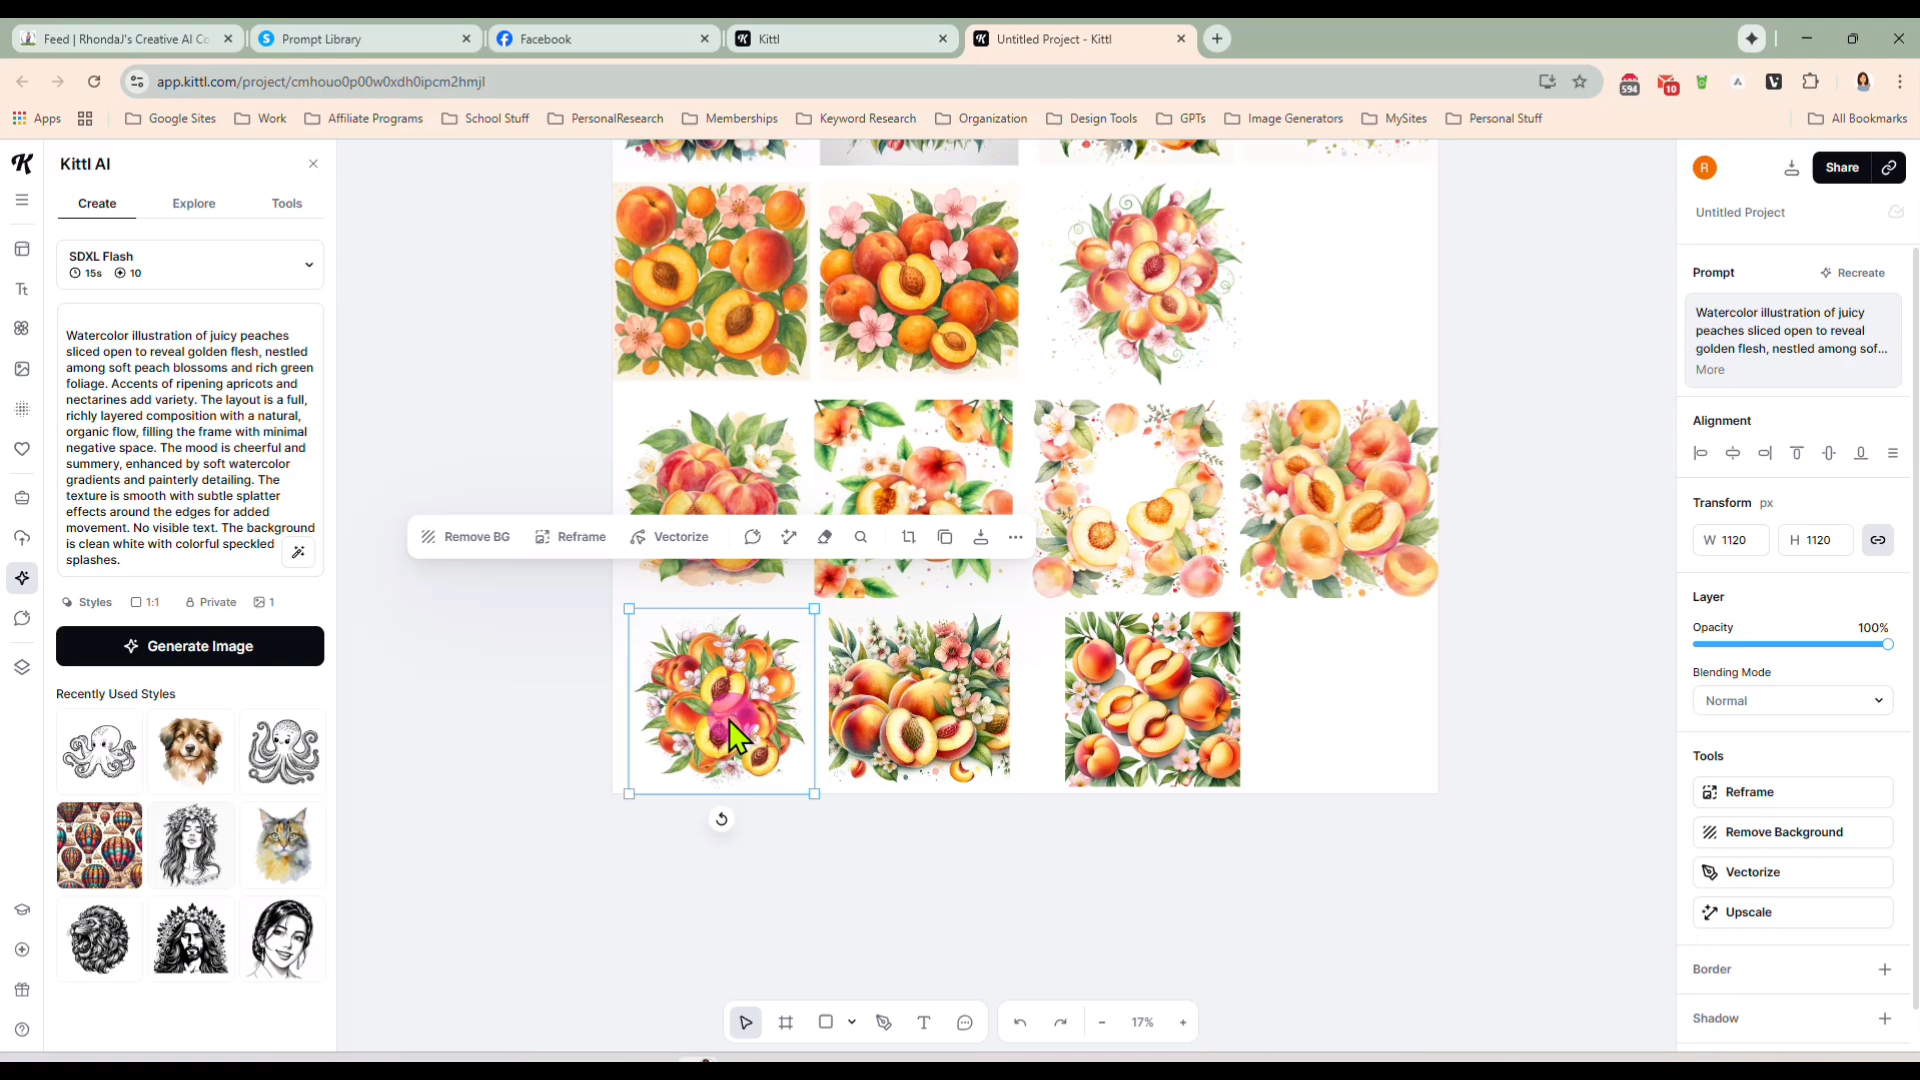 Feed | RhondaJ's Creative AI Co
Prompt Library
Facebook
Kittl
Untitled Project - Kittl
app.kittl.com/project/cmhouo0p00w0xdh0ipcm2hmjl
594
10
Apps
Google Sites
Work
Affiliate Programs
School Stuff
PersonalResearch
Memberships
Keyword Research
Organization
Design Tools
GPTs
Image Generators
MySites
Personal Stuff
All Bookmarks
Kittl AI
Create
Explore
Tools
SDXL Flash
15s
10
Watercolor illustration of juicy peaches
sliced open to reveal golden flesh, nestled
among soft peach blossoms and rich green
foliage. Accents of ripening apricots and
nectarines add variety. The layout is a full,
richly layered composition with a natural,
organic flow, filling the frame with minimal
negative space. The mood is cheerful and
summery, enhanced by soft watercolor
gradients and painterly detailing. The
texture is smooth with subtle splatter
effects around the edges for added
movement. No visible text. The background
is clean white with colorful speckled
splashes.
Styles
1:1
Private
1
Generate Image
Recently Used Styles
Remove BG
Reframe
Vectorize
17%
R
Share
Untitled Project
Prompt
Recreate
Watercolor illustration of juicy
peaches sliced open to reveal
golden flesh, nestled among sof...
More
Alignment
Transform px
W 1120
H 1120
Layer
Opacity
100%
Blending Mode
Normal
Tools
Reframe
Remove Background
Vectorize
Upscale
Border
Shadow